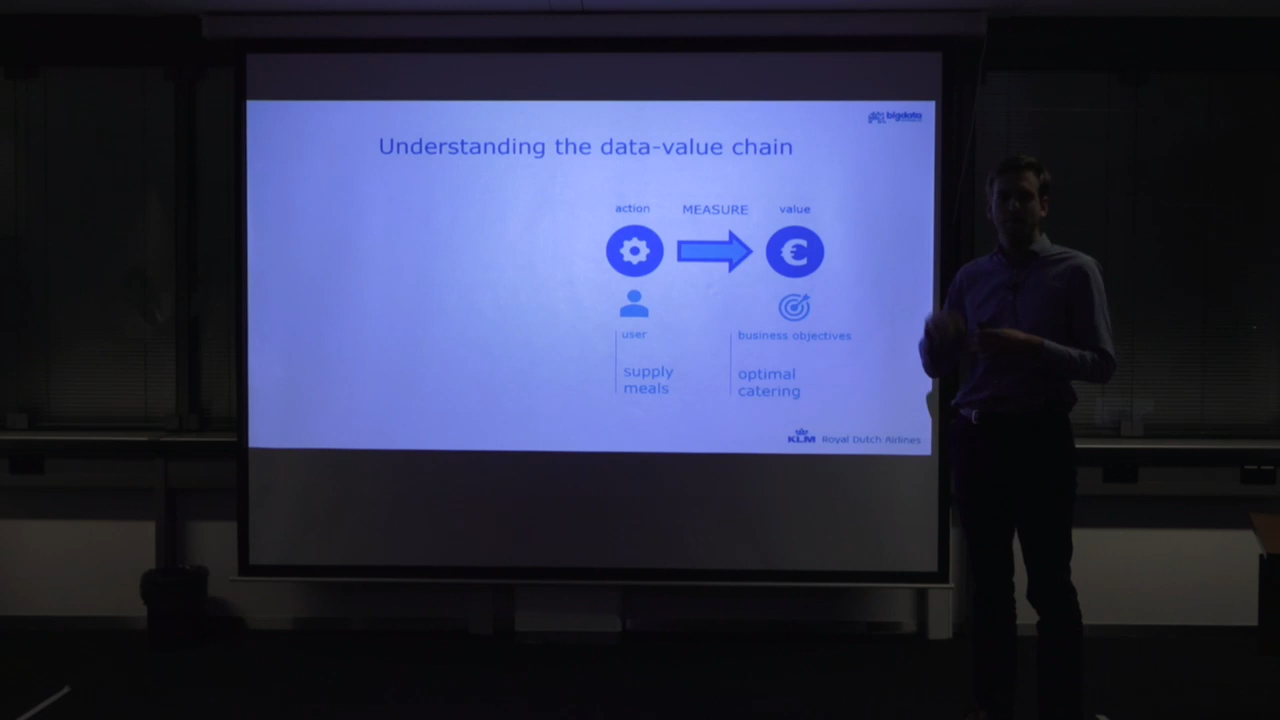 bigdata
Understanding the data-value chain
action
MEASURE
value
€
user
business objectives
supply
meals
optimal
catering
KLM Royal Dutch Airlines